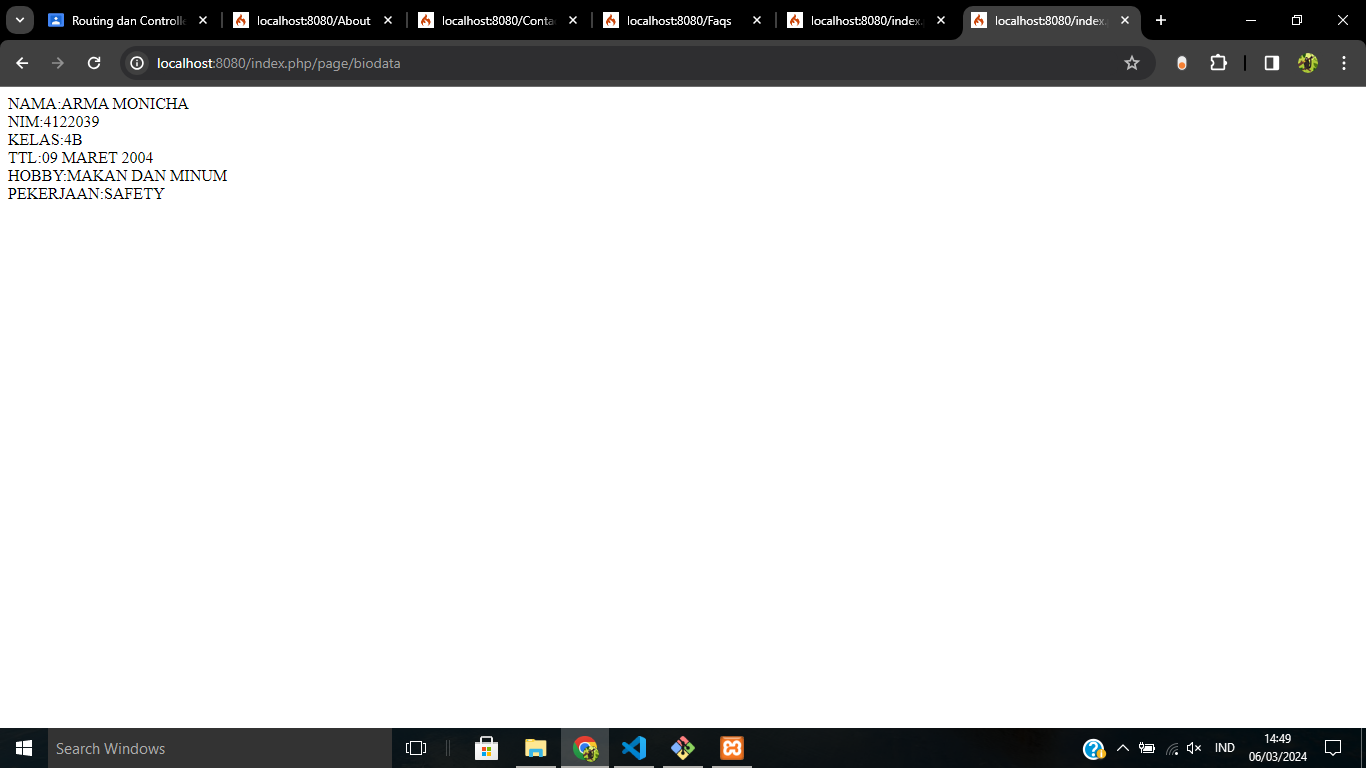 Routing dan Controlle
localhost:8080/About
localhost:8080/Conta
localhost:8080/Faqs
localhost:8080/index.
localhost:8080/index.
localhost:8080/index.php/page/biodata
NAMA:ARMA MONICHA
NIM:4122039
KELAS:4B
TTL:09 MARET 2004
HOBBY:MAKAN DAN MINUM
PEKERJAAN:SAFETY
Search Windows
IND
14:49
06/03/2024